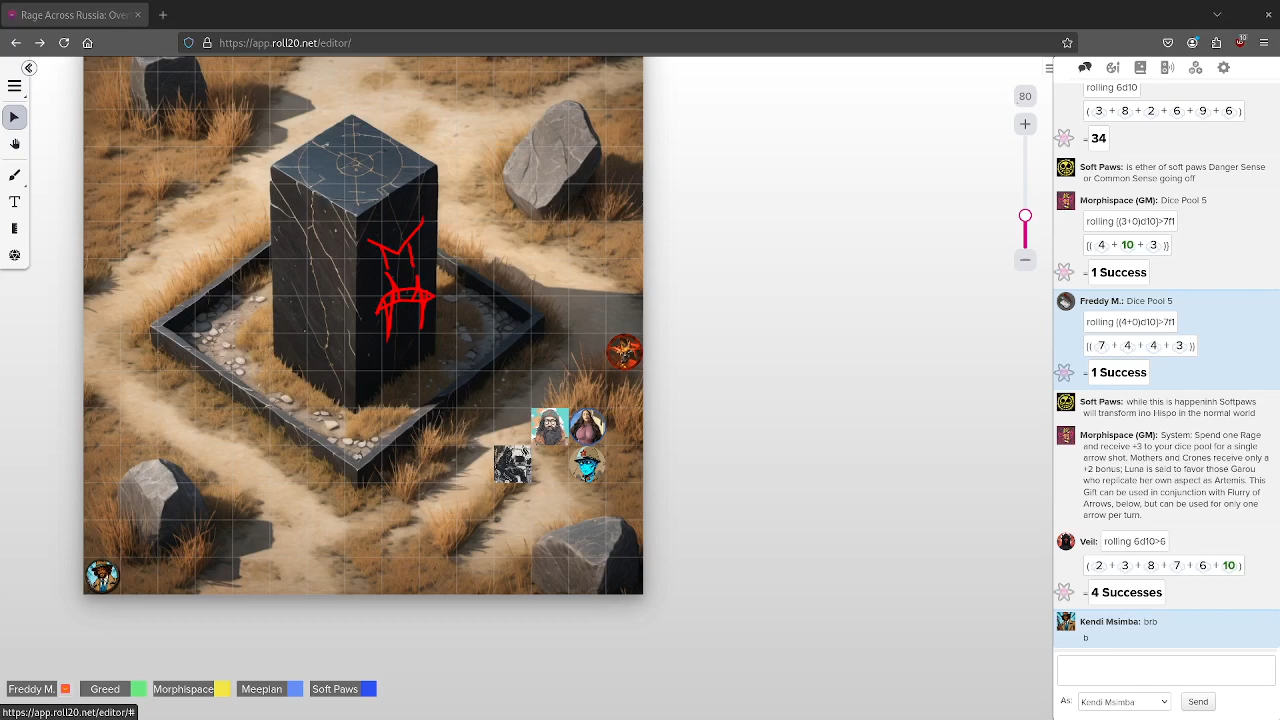 Rage Across Russia: Over
https://app.roll20.net/editor/
10
80
rolling 6d10
( 3 + 8 + 2 + 6 + 9 + 6 )
= 34
Soft Paws: is ether of soft paws Danger Sense
or Common Sense going off
Morphispace (GM): Dice Pool 5
rolling ((3+0)d10)>7f1
(( 4 + 10 + 3 ))
= 1 Success
Freddy M.: Dice Pool 5
rolling ((4+0)d10)>7f1
(( 7 + 4 + 4 + 3 ))
= 1 Success
Soft Paws: while this is happeninh Softpaws
will transform ino Hispo in the normal world
Morphispace (GM): System: Spend one Rage
and receive +3 to your dice pool for a single
arrow shot. Mothers and Crones receive only a
+2 bonus; Luna is said to favor those Garou
who replicate her own aspect as Artemis. This
Gift can be used in conjunction with Flurry of
Arrows, below, but can be used for only one
arrow per turn.
Veil: rolling 6d10>6
( 2 + 3 + 8 + 7 + 6 + 10 )
= 4 Successes
Kendi Msimba: brb
b
As: Kendi Msimba Send
Freddy M. Greed Morphispace Meepian Soft Paws
https://app.roll20.net/editor/#